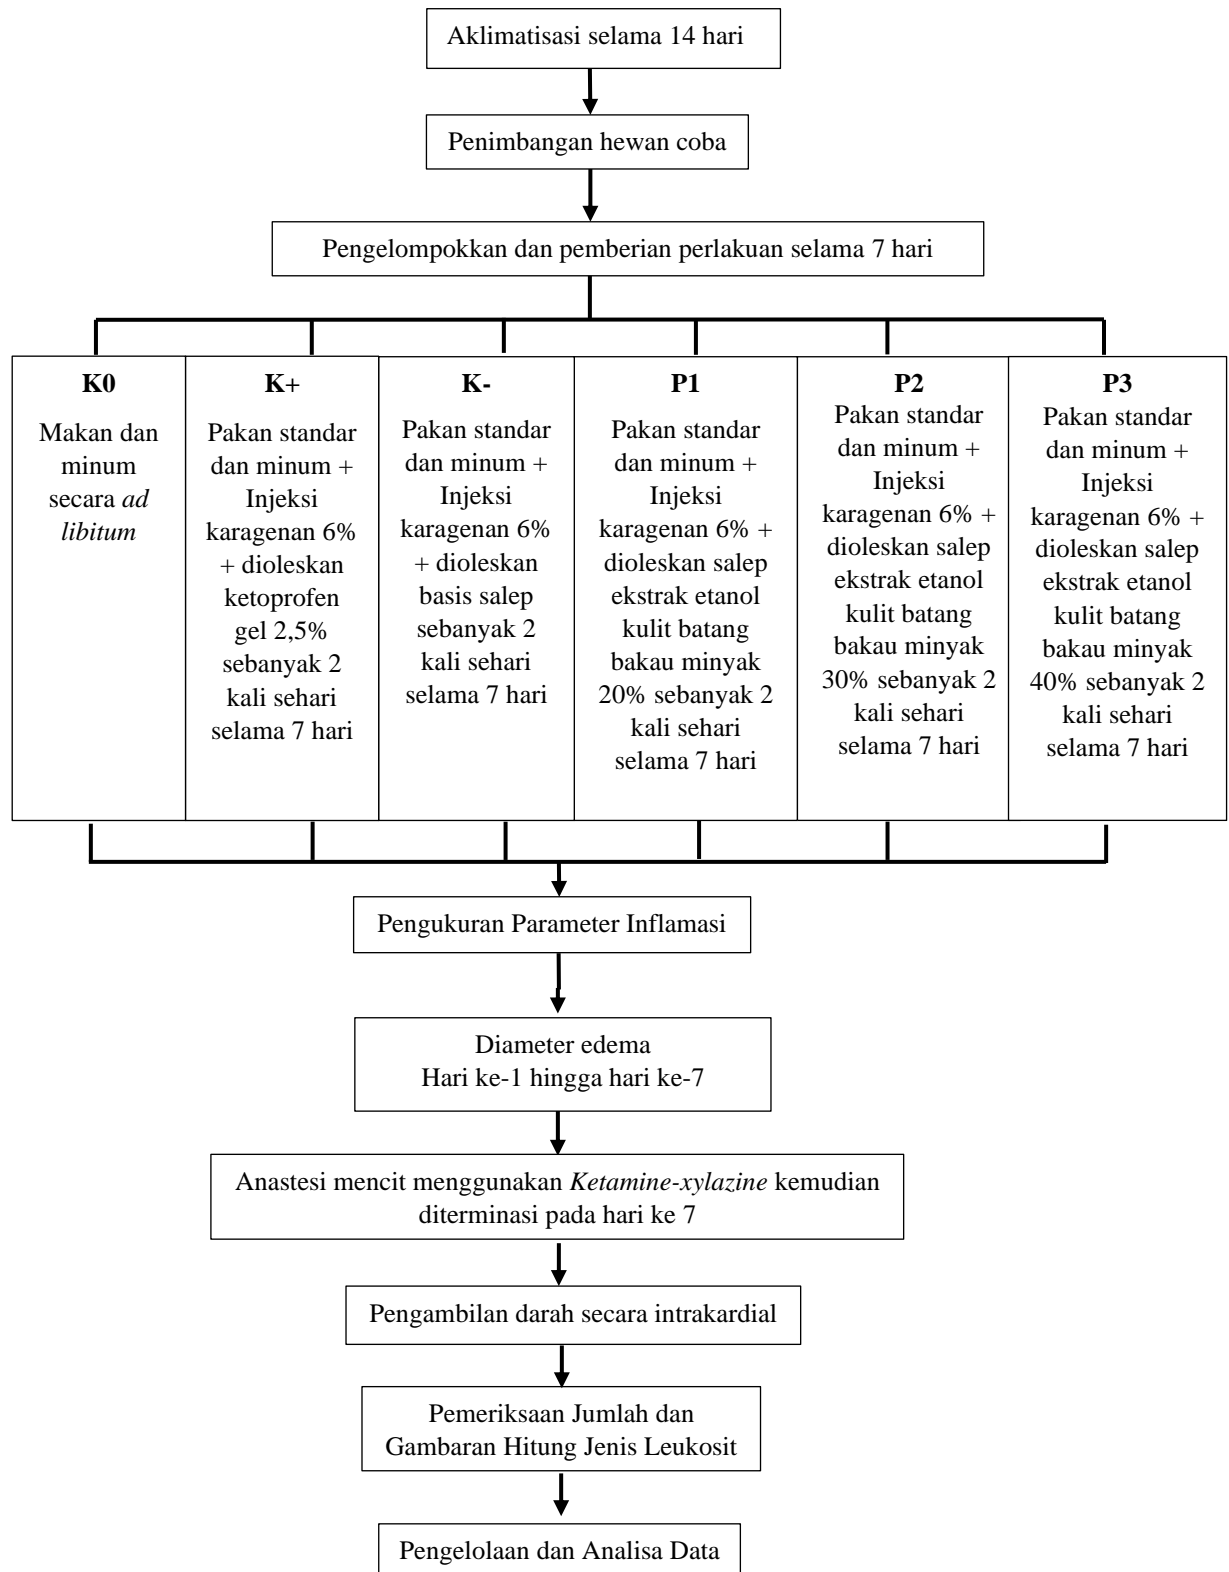 Aklimatisasi selama 14 hari
Penimbangan hewan coba
Pengelompokkan dan pemberian perlakuan selama 7 hari
K0
Makan dan
minum
secara ad
libitum
K+
Pakan standar
dan minum +
Injeksi
karagenan 6%
+ dioleskan
ketoprofen
gel 2,5%
sebanyak 2
kali sehari
selama 7 hari
K-
Pakan standar
dan minum +
Injeksi
karagenan 6%
+ dioleskan
basis salep
sebanyak 2
kali sehari
selama 7 hari
P1
Pakan standar
dan minum +
Injeksi
karagenan 6% +
dioleskan salep
ekstrak etanol
kulit batang
bakau minyak
20% sebanyak 2
kali sehari
selama 7 hari
P2
Pakan standar
dan minum +
Injeksi
karagenan 6% +
dioleskan salep
ekstrak etanol
kulit batang
bakau minyak
30% sebanyak 2
kali sehari
selama 7 hari
P3
Pakan standar
dan minum +
Injeksi
karagenan 6% +
dioleskan salep
ekstrak etanol
kulit batang
bakau minyak
40% sebanyak 2
kali sehari
selama 7 hari
Pengukuran Parameter Inflamasi
Diameter edema
Hari ke-1 hingga hari ke-7
Anastesi mencit menggunakan Ketamine-xylazine kemudian
diterminasi pada hari ke 7
Pengambilan darah secara intrakardial
Pemeriksaan Jumlah dan
Gambaran Hitung Jenis Leukosit
Pengelolaan dan Analisa Data